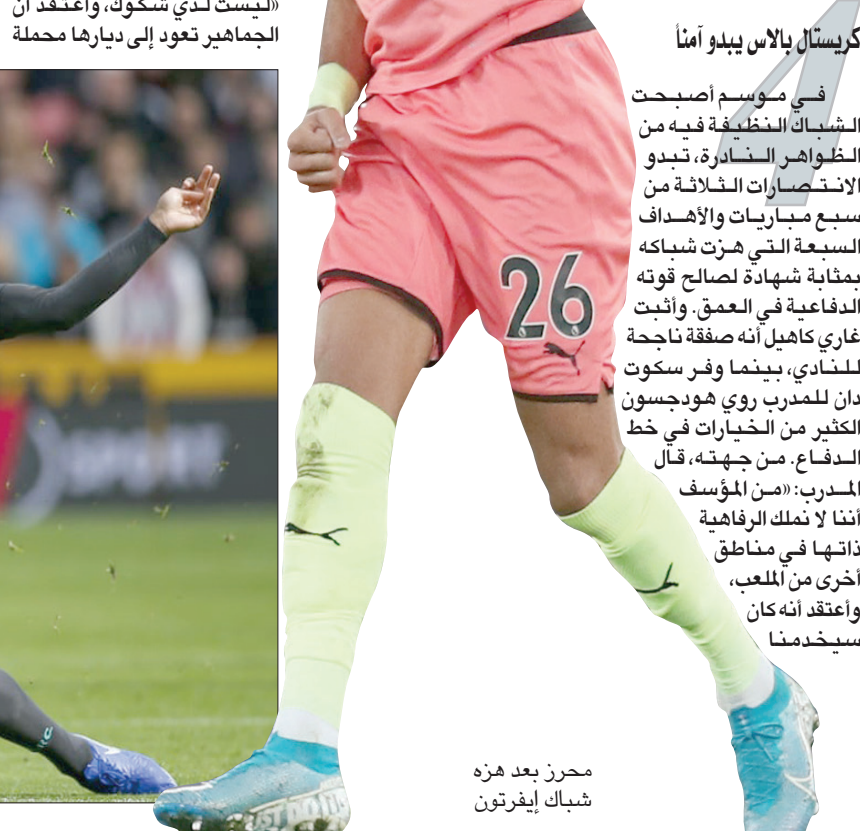 «ليست لدي شكوك، وأعتقد أن
الجماهير تعود إلى ديارها محملة
4
كريستال بالاس يبدو آمناً
في موسم أصبحت
الشباك النظيفة فيه من
الظواهر النادرة، تبدو
الانتصارات الثلاثة من
سبع مباريات والأهداف
السبعة التي هزت شباكه
بمثابة شهادة لصالح قوته
الدفاعية في العمق. وأثبت
غاري كاهيل أنه صفقة ناجحة
للنادي، بينما وفر سكوت
دان للمدرب روي هودجسون
الكثير من الخيارات في خط
الدفاع. من جهته، قال
المدرب: «من المؤسف
أننا لا نملك الرفاهية
ذاتها في مناطق
أخرى من الملعب،
وأعتقد أنه كان
سيخدمنا
26
SPORT
محرز بعد هزه
شباك إيفرتون